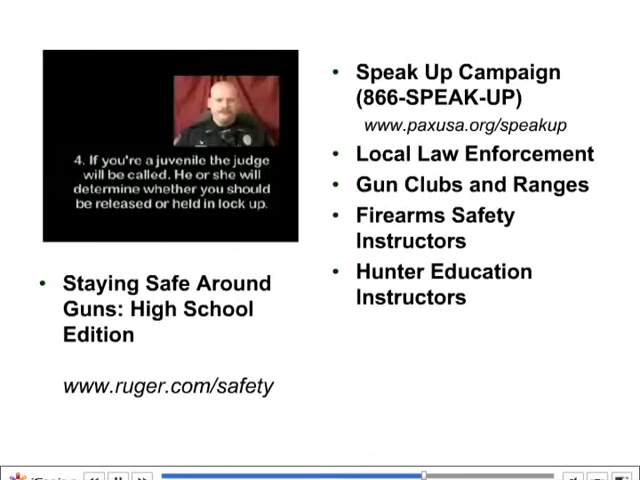 4. If you're a juvenile the judge
will be called. He or she will
determine whether you should
be released or held in lock up.
• Staying Safe Around
Guns: High School
Edition
www.ruger.com/safety
• Speak Up Campaign
(866-SPEAK-UP)
www.paxusa.org/speakup
• Local Law Enforcement
• Gun Clubs and Ranges
• Firearms Safety
Instructors
• Hunter Education
Instructors